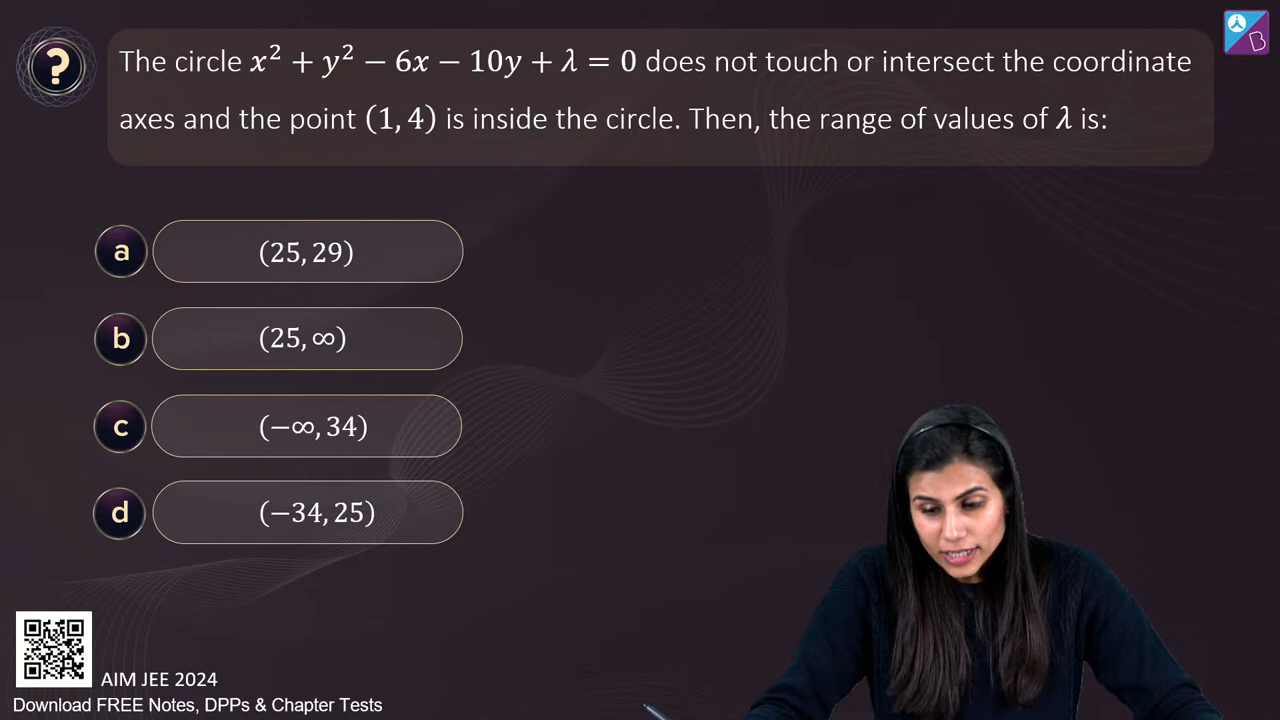 ?
The circle x² + y² − 6x − 10y + λ = 0 does not touch or intersect the coordinate
axes and the point (1, 4) is inside the circle. Then, the range of values of λ is:
B
a (25, 29)
b (25, ∞)
c (−∞, 34)
d (−34, 25)
AIM JEE 2024
Download FREE Notes, DPPs & Chapter Tests